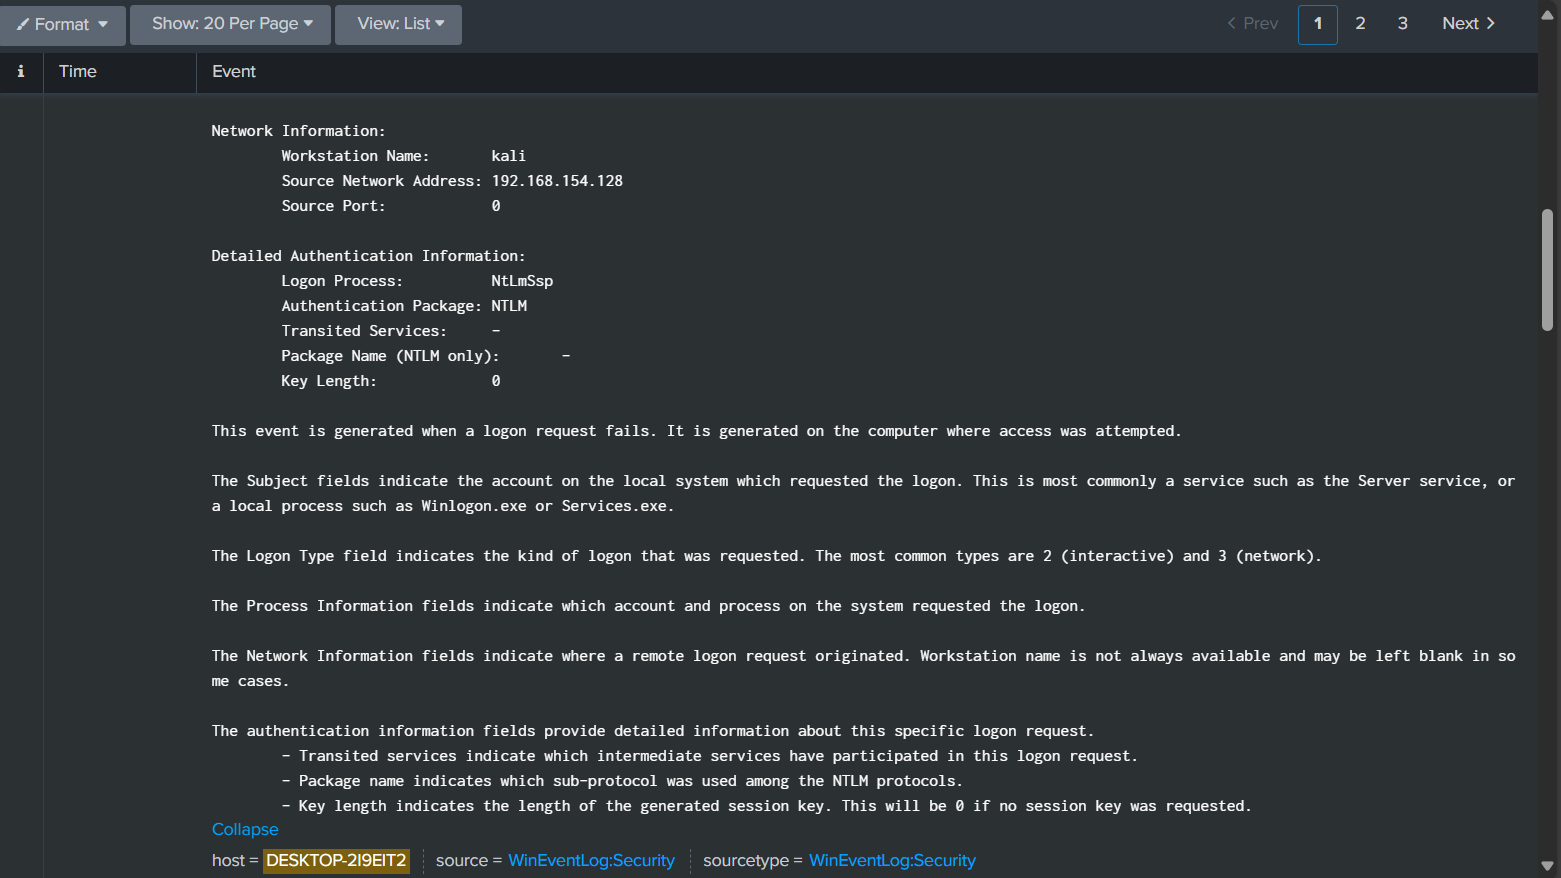 Format
Show: 20 Per Page
View: List
Prev 1 2 3 Next
i Time Event
Network Information:
Workstation Name: kali
Source Network Address: 192.168.154.128
Source Port: 0
Detailed Authentication Information:
Logon Process: NtLmSsp
Authentication Package: NTLM
Transited Services: -
Package Name (NTLM only): -
Key Length: 0
This event is generated when a logon request fails. It is generated on the computer where access was attempted.
The Subject fields indicate the account on the local system which requested the logon. This is most commonly a service such as the Server service, or
a local process such as Winlogon.exe or Services.exe.
The Logon Type field indicates the kind of logon that was requested. The most common types are 2 (interactive) and 3 (network).
The Process Information fields indicate which account and process on the system requested the logon.
The Network Information fields indicate where a remote logon request originated. Workstation name is not always available and may be left blank in so
me cases.
The authentication information fields provide detailed information about this specific logon request.
- Transited services indicate which intermediate services have participated in this logon request.
- Package name indicates which sub-protocol was used among the NTLM protocols.
- Key length indicates the length of the generated session key. This will be 0 if no session key was requested.
Collapse
host = DESKTOP-2I9EIT2 source = WinEventLog:Security sourcetype = WinEventLog:Security